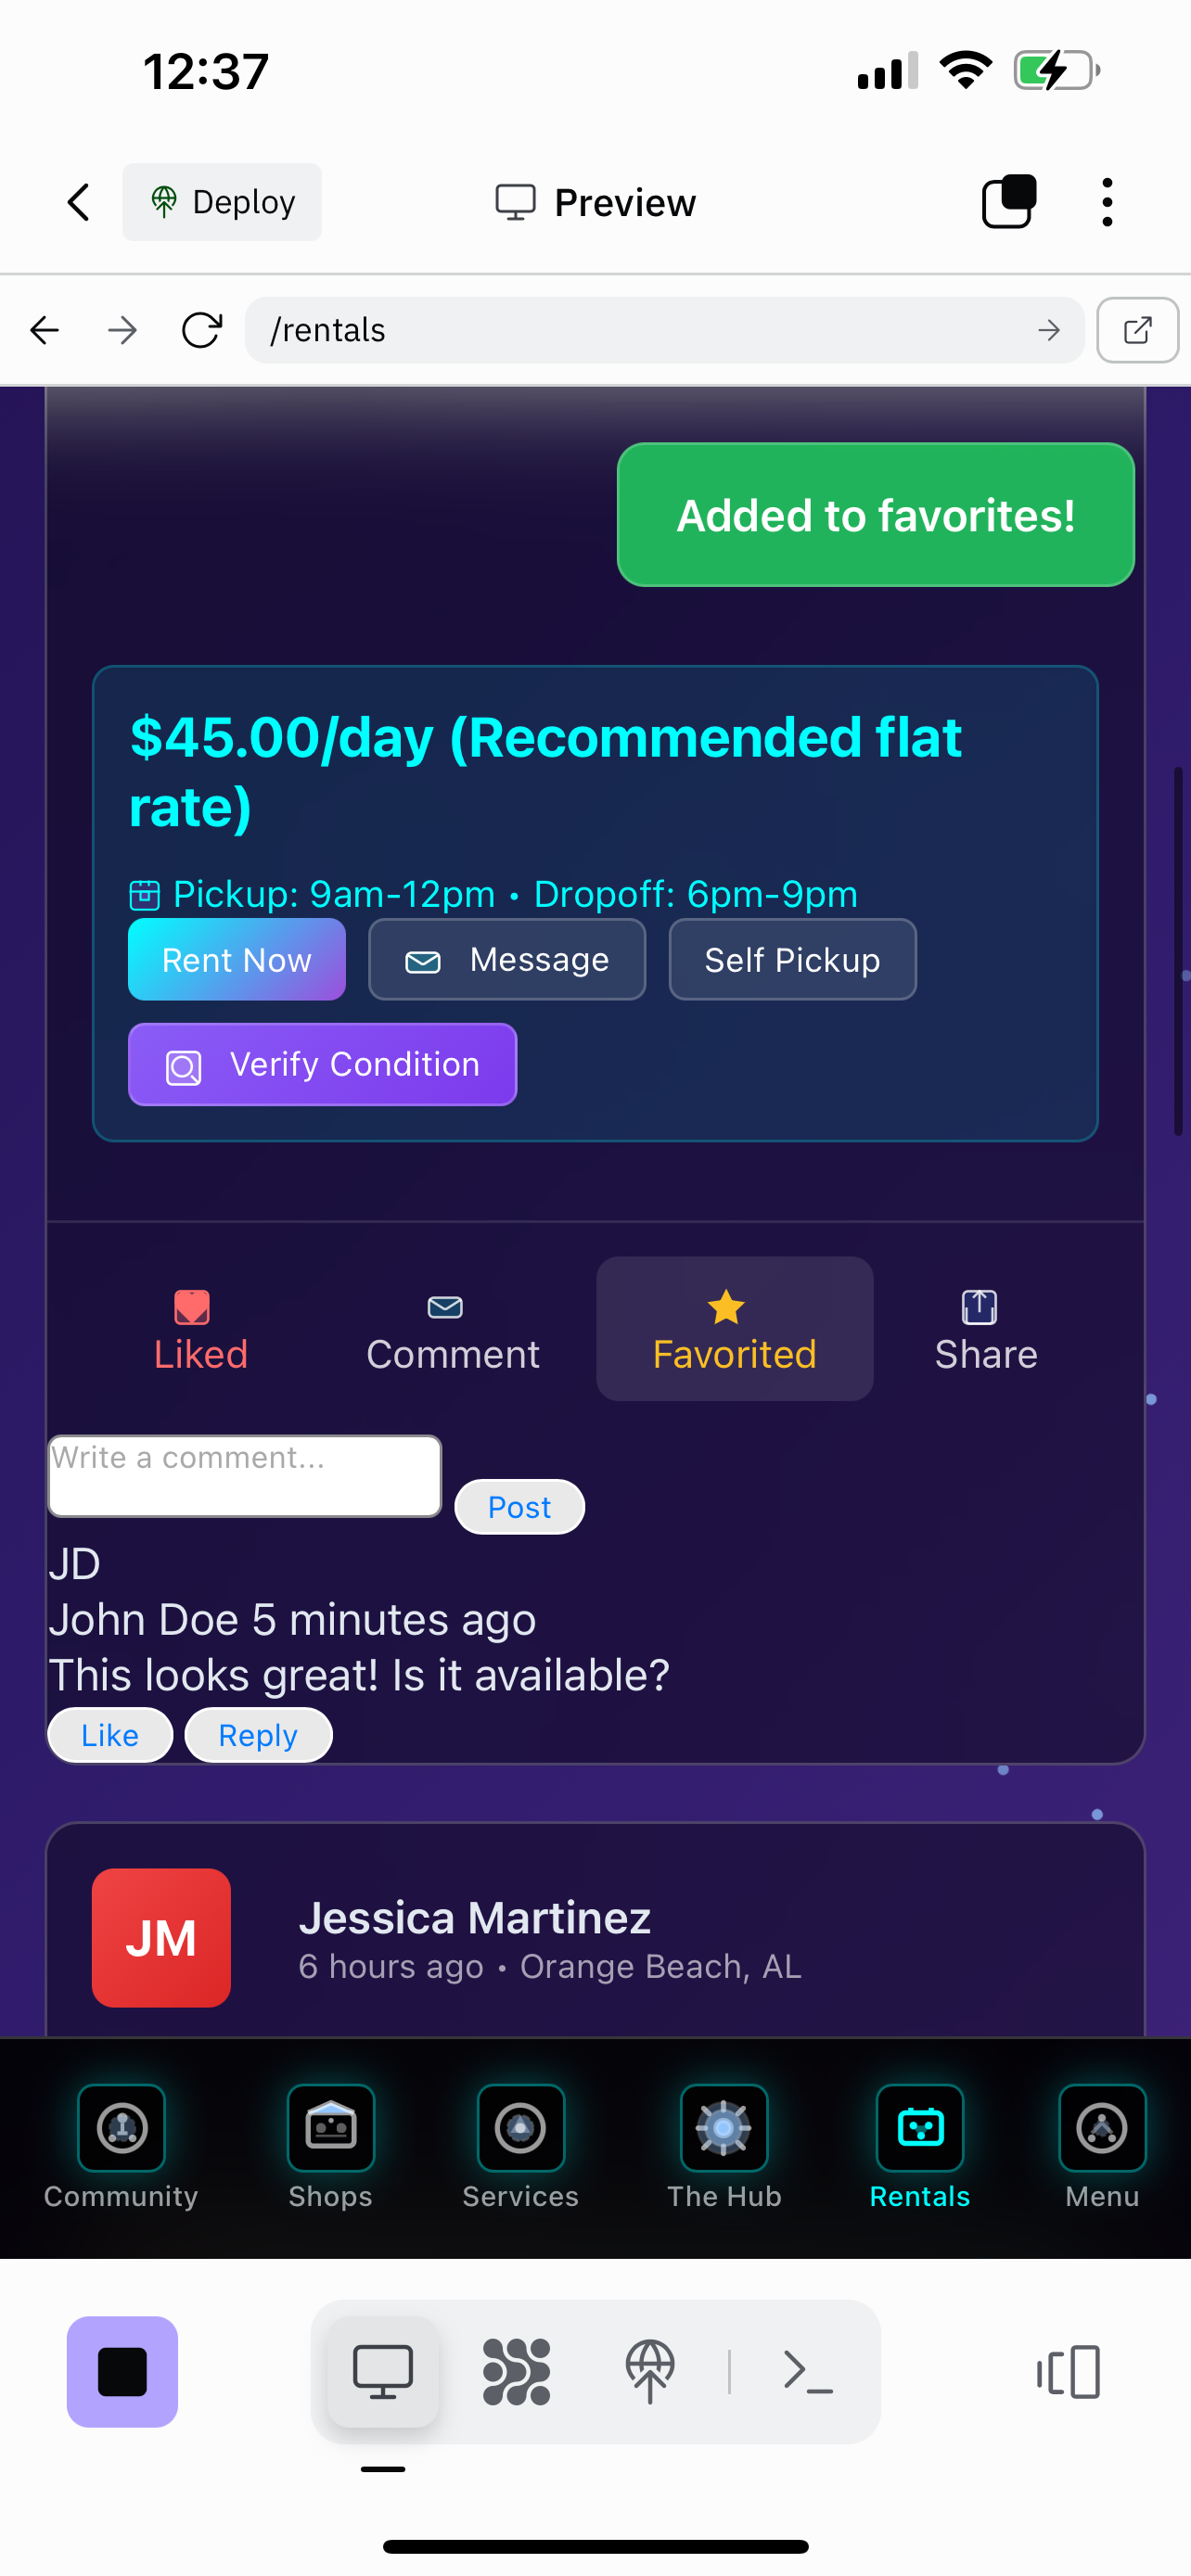 12:37
Deploy
Preview
/rentals
Added to favorites!
$45.00/day (Recommended flat
rate)
Pickup: 9am-12pm • Dropoff: 6pm-9pm
Rent Now
Message
Self Pickup
Verify Condition
Liked
Comment
Favorited
Share
Write a comment...
Post
JD
John Doe 5 minutes ago
This looks great! Is it available?
Like
Reply
JM
Jessica Martinez
6 hours ago • Orange Beach, AL
Community
Shops
Services
The Hub
Rentals
Menu